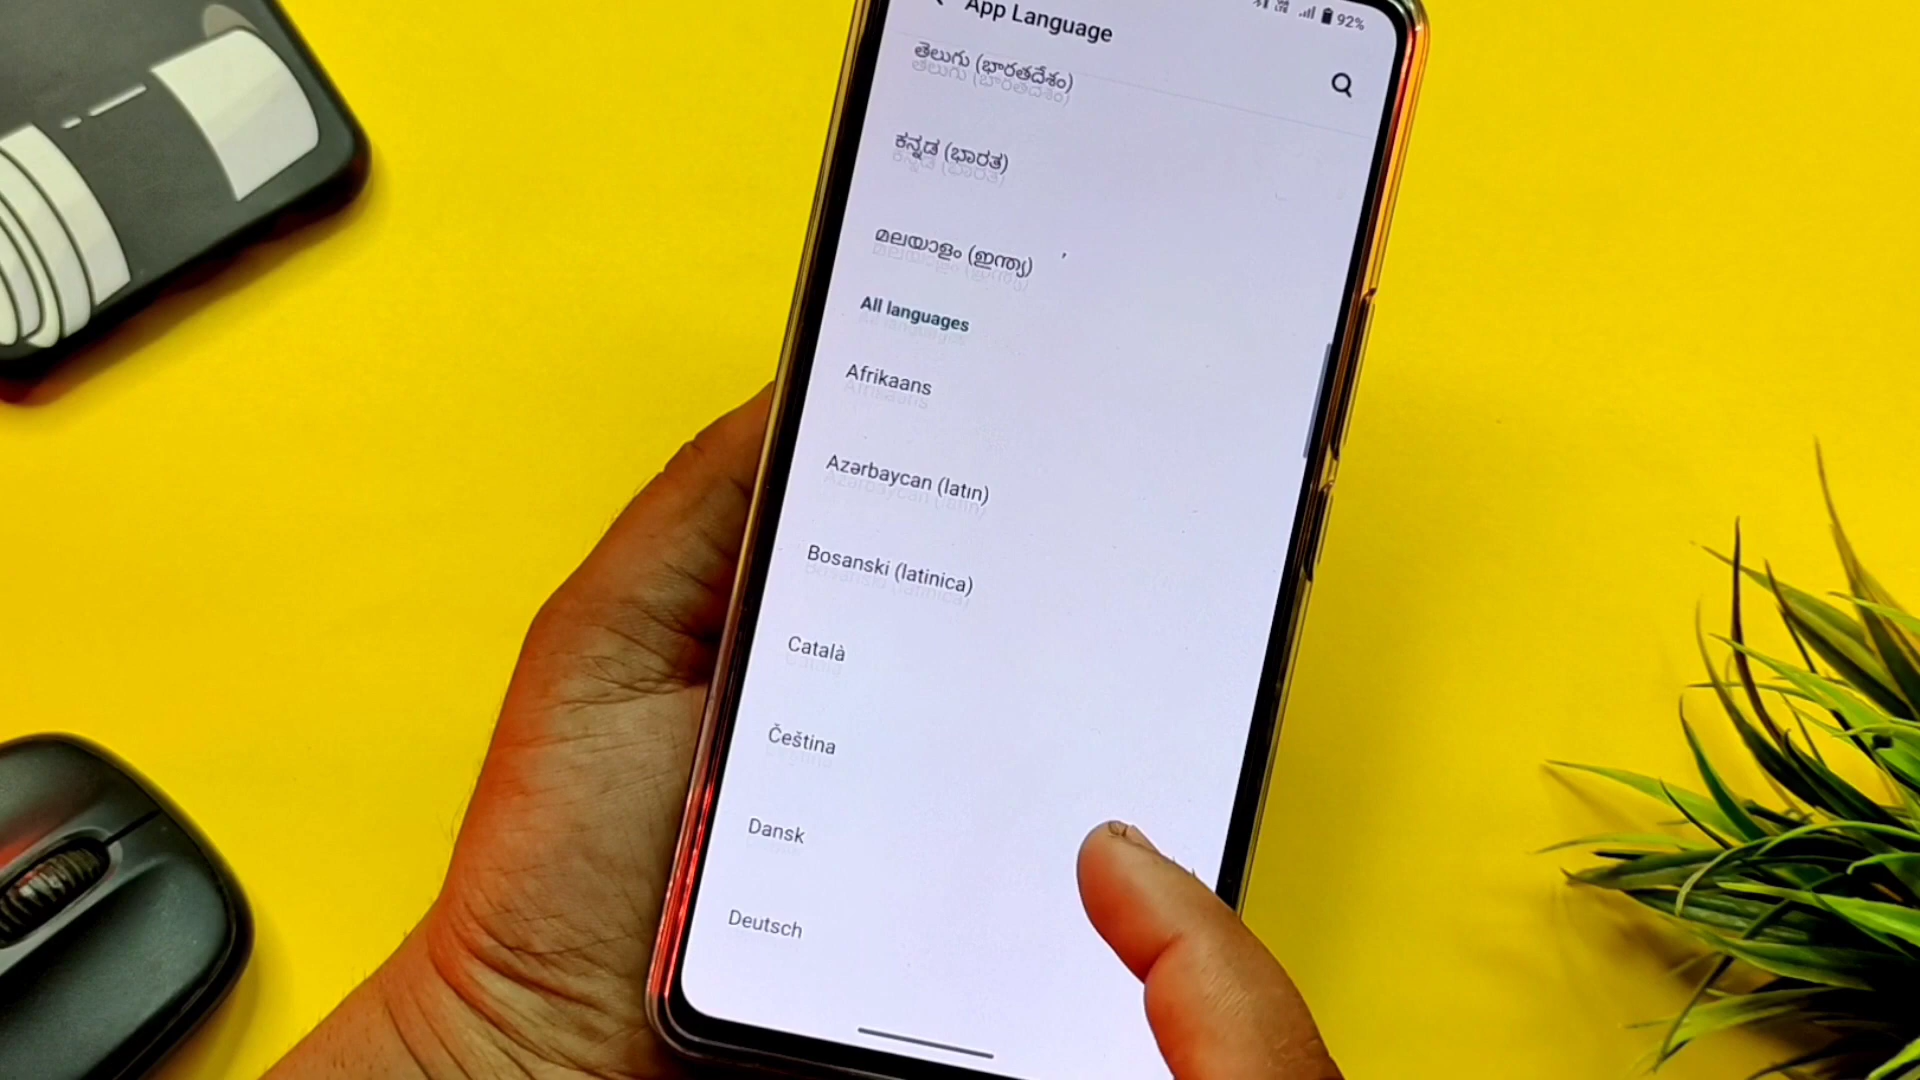 App Language
92%
తెలుగు (భారతదేశం)
ಕನ್ನಡ (ಭಾರತ)
മലയാളം (ഇന്ത്യ)
All languages
Afrikaans
Azərbaycan (latın)
Bosanski (latinica)
Català
Čeština
Dansk
Deutsch